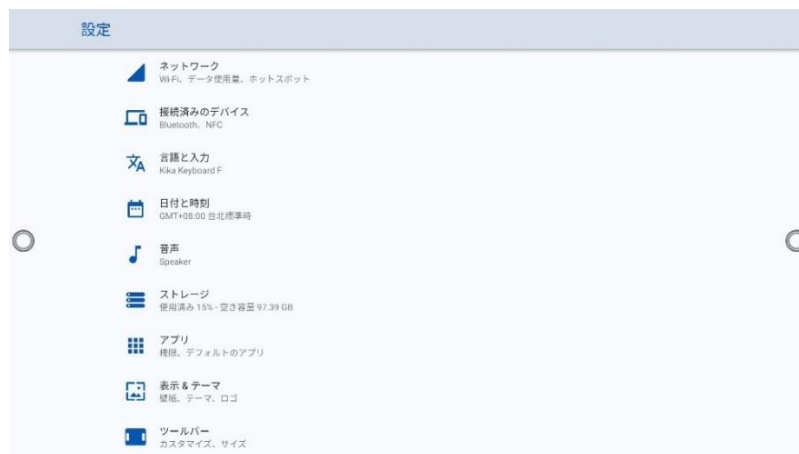 設定
ネットワーク
Wi-Fi、データ使用量、ホットスポット
接続済みのデバイス
Bluetooth、NFC
言語と入力
Kika Keyboard F
日付と時刻
GMT+08:00 台北標準時
音声
Speaker
ストレージ
使用済み 15% - 空き容量 97.39 GB
アプリ
権限、デフォルトのアプリ
表示 & テーマ
壁紙、テーマ、ロゴ
ツールバー
カスタマイズ、サイズ